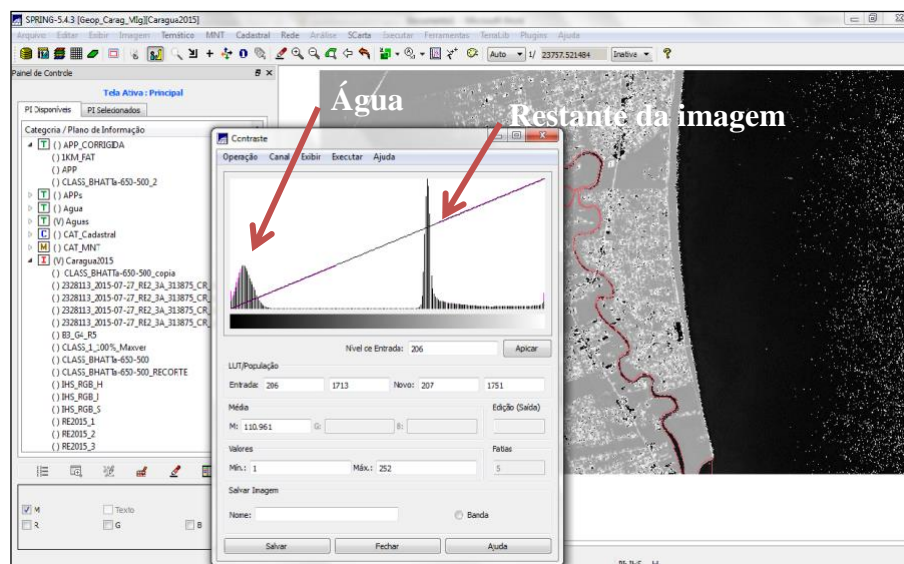 SPRING-5.4.3 [Geop_Carag_MIg][Caragua2015]
Arquivo Editar Exibir Imagem Temático MNT Cadastral Rede Análise SCarta Executar Ferramentas TerraLib Plugins Ajuda
Auto 1/ 23757.521484 Inativa
Painel de Controle
Tela Ativa : Principal
PI Disponíveis PI Selecionados
Categoria / Plano de Informação
T () APP_CORRIGIDA
() 1KM_FAT
() APP
() CLASS_BHATTa-650-500_2
T () APPs
T () Agua
T (V) Aguas
C () CAT_Cadastral
M () CAT_MNT
I (V) Caragua2015
() CLASS_BHATTa-650-500_copia
() 2328113_2015-07-27_RE2_3A_313875_CR_
() 2328113_2015-07-27_RE2_3A_313875_CR_
() 2328113_2015-07-27_RE2_3A_313875_CR_
() 2328113_2015-07-27_RE2_3A_313875_CR_
() B3_G4_R5
() CLASS_1_100%_Maxver
() CLASS_BHATTa-650-500
() CLASS_BHATTa-650-500_RECORTE
() IHS_RGB_H
() IHS_RGB_I
() IHS_RGB_S
() RE2015_1
() RE2015_2
() RE2015_3
M Texto
R G B
Água
Restante da imagem
Contraste
Operação Canal Exibir Executar Ajuda
Nível de Entrada: 206 Aplicar
LUT/População
Entrada: 206 1713 Novo: 207 1751
Média Edição (Saída)
M: 110.961 G: B:
Valores Fatias
Mín.: 1 Máx.: 252 5
Salvar Imagem
Nome: Banda
Salvar Fechar Ajuda